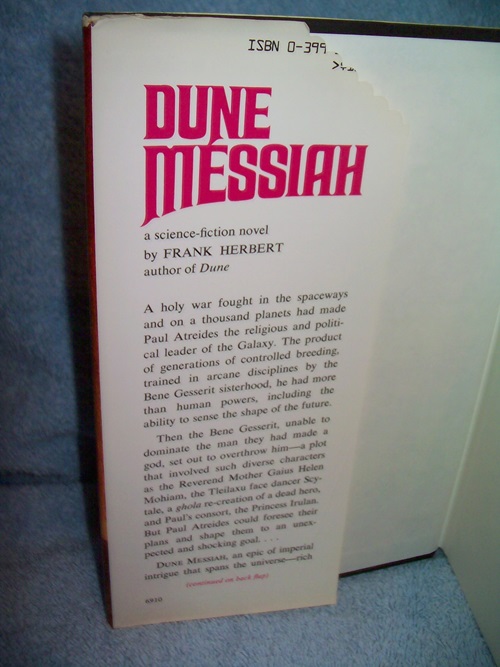 ISBN 0-399
DUNE
MESSIAH
a science-fiction novel
by FRANK HERBERT
author of Dune
A holy war fought in the spaceways
and on a thousand planets had made
Paul Atreides the religious and politi-
cal leader of the Galaxy. The product
of generations of controlled breeding,
trained in arcane disciplines by the
Bene Gesserit sisterhood, he had more
than human powers, including the
ability to sense the shape of the future.
Then the Bene Gesserit, unable to
dominate the man they had made a
god, set out to overthrow him—a plot
that involved such diverse characters
as the Reverend Mother Gaius Helen
Mohiam, the Tleilaxu face dancer Scy-
tale, a ghola re-creation of a dead hero,
and Paul's consort, the Princess Irulan.
But Paul Atreides could foresee their
plans and shape them to an unex-
pected and shocking goal. . . .
DUNE MESSIAH, an epic of imperial
intrigue that spans the universe—rich
(continued on back flap)
6910